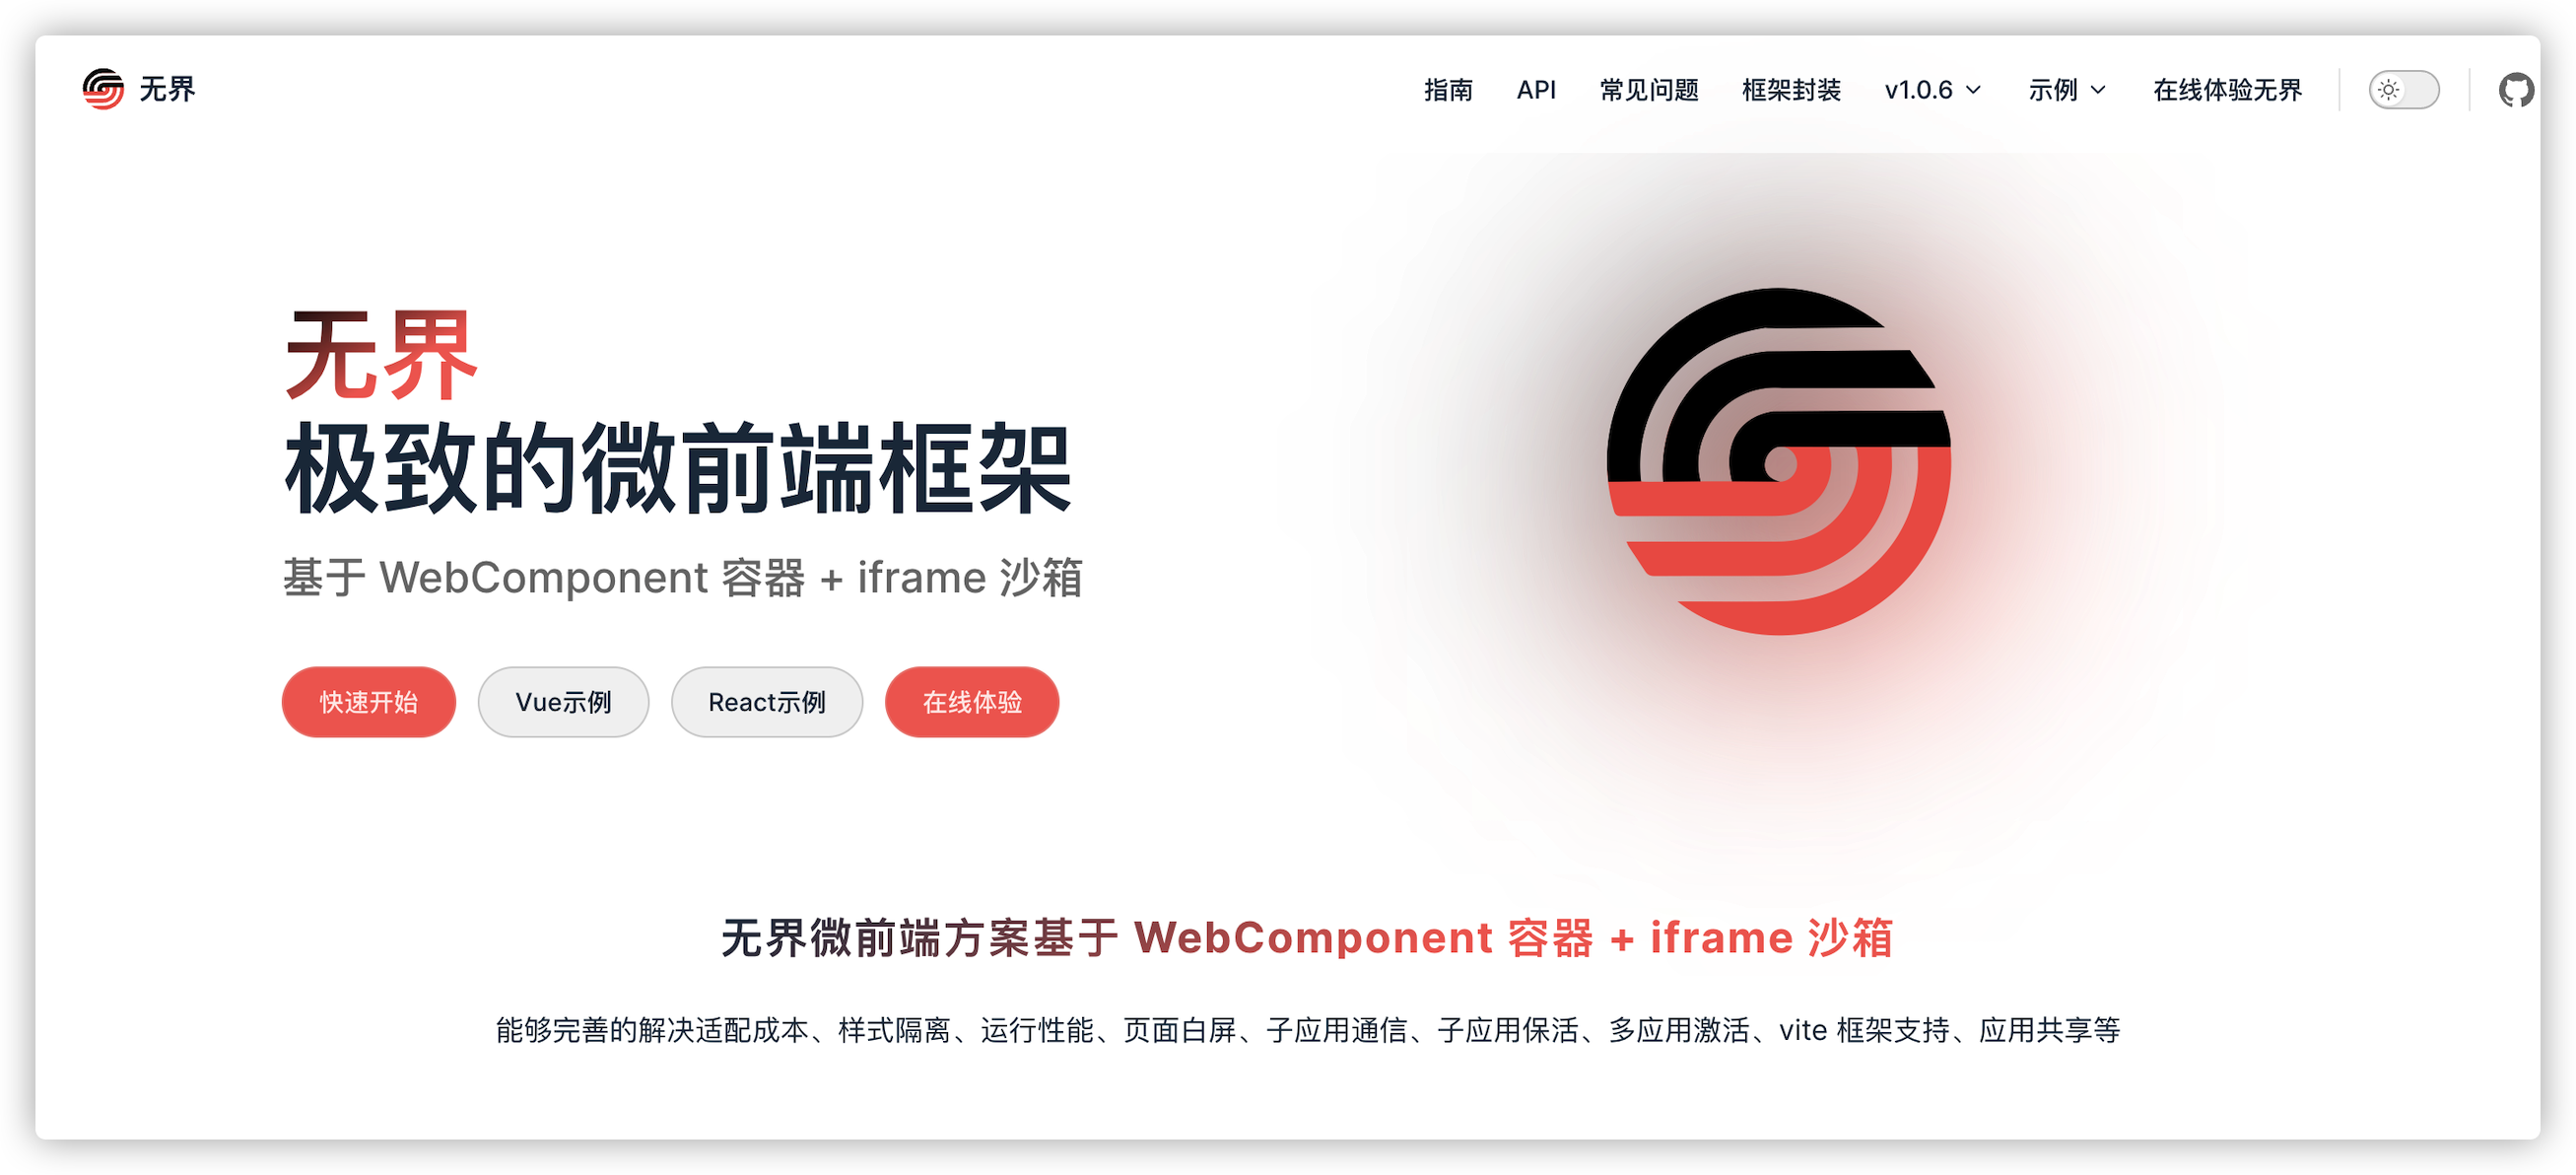 无界
指南 API 常见问题 框架封装 v1.0.6 示例 在线体验无界
无界
极致的微前端框架
基于 WebComponent 容器 + iframe 沙箱
快速开始 Vue示例 React示例 在线体验
无界微前端方案基于 WebComponent 容器 + iframe 沙箱
能够完善的解决适配成本、样式隔离、运行性能、页面白屏、子应用通信、子应用保活、多应用激活、vite 框架支持、应用共享等